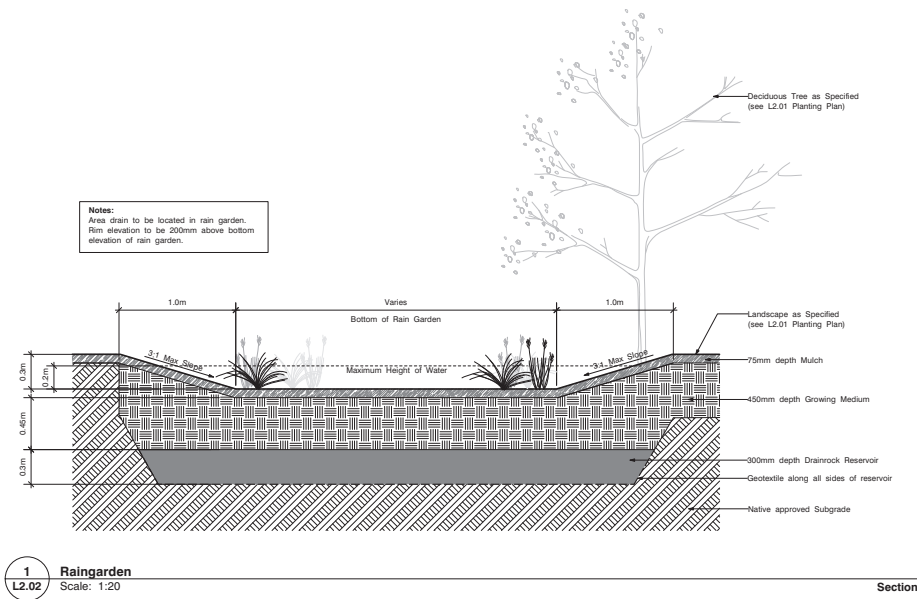 Deciduous Tree as Specified
(see L2.01 Planting Plan)
Notes:
Area drain to be located in rain garden.
Rim elevation to be 200mm above bottom
elevation of rain garden.
1.0m
Varies
1.0m
Bottom of Rain Garden
Landscape as Specified
(see L2.01 Planting Plan)
3:1 Max Slope
3:1 Max Slope
75mm depth Mulch
0.3m
0.2m
Maximum Height of Water
450mm depth Growing Medium
0.45m
300mm depth Drainrock Reservoir
0.3m
Geotextile along all sides of reservoir
Native approved Subgrade
1
L2.02
Raingarden
Scale: 1:20
Section